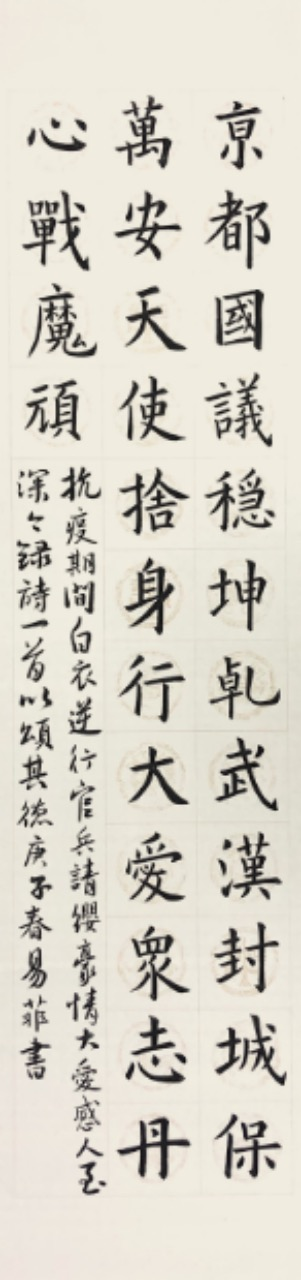 京都國議穩坤乹武漢封城保
萬安天使捨身行大愛眾志丹
心戰魔頑
抗疫期間白衣逆行官兵請纓豪情大愛感人至
深々錄詩一首以頌其德庚子春易菲書